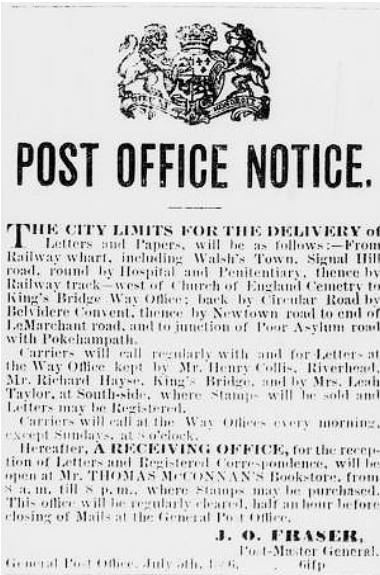 POST OFFICE NOTICE.
THE CITY LIMITS FOR THE DELIVERY of
Letters and Papers, will be as follows:—From
Railway wharf, including Walsh's Town, Signal Hill
road, round by Hospital and Penitentiary, thence by
Railway track—west of Church of England Cemetry to
King's Bridge Way Office; back by Circular Road by
Belvidere Convent, thence by Newtown road to end of
LeMarchant road, and to junction of Poor Asylum road
with Pokehampath.
Carriers will call regularly with and for Letters at
the Way Office kept by Mr. Henry Collis, Riverhead,
Mr. Richard Hayse, King's Bridge, and by Mrs. Leah
Taylor, at South-side, where Stamps will be sold and
Letters may be Registered.
Carriers will call at the Way Offices every morning,
except Sundays, at 8 o'clock.
Hereafter, A RECEIVING OFFICE, for the recep-
tion of Letters and Registered Correspondence, will be
open at Mr. THOMAS McCONNAN'S Bookstore, from
8 a.m. till 8 p.m., where Stamps may be purchased.
This office will be regularly cleared, half an hour before
closing of Mails at the General Post Office.
J. O. FRASER,
Post-Master General.
General Post Office, July 5th, 6ifp